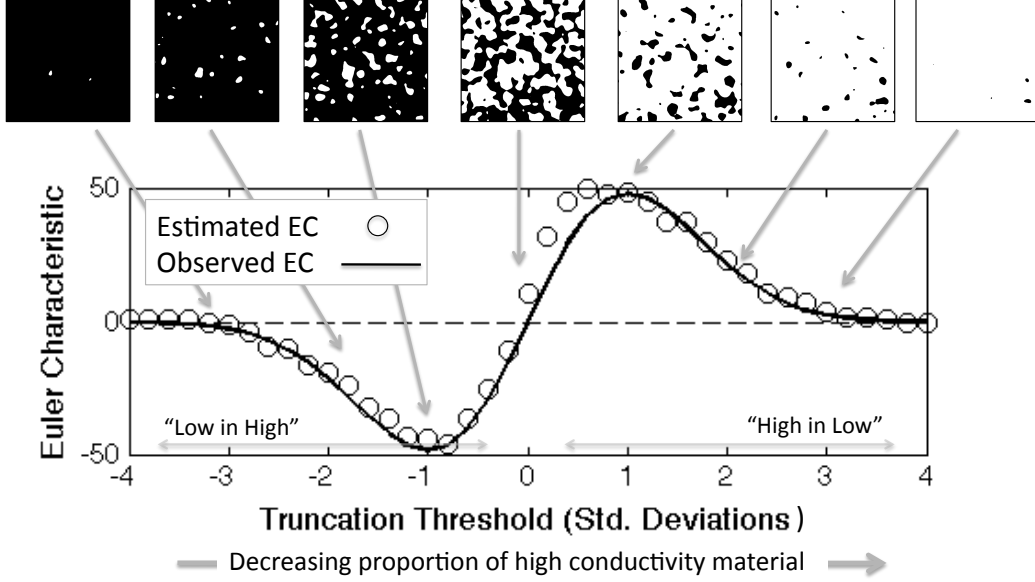 Euler Characteristic
50
0
-50
Estimated EC
Observed EC
“Low in High”
“High in Low”
-4 -3 -2 -1 0 1 2 3 4
Truncation Threshold (Std. Deviations )
Decreasing proportion of high conductivity material